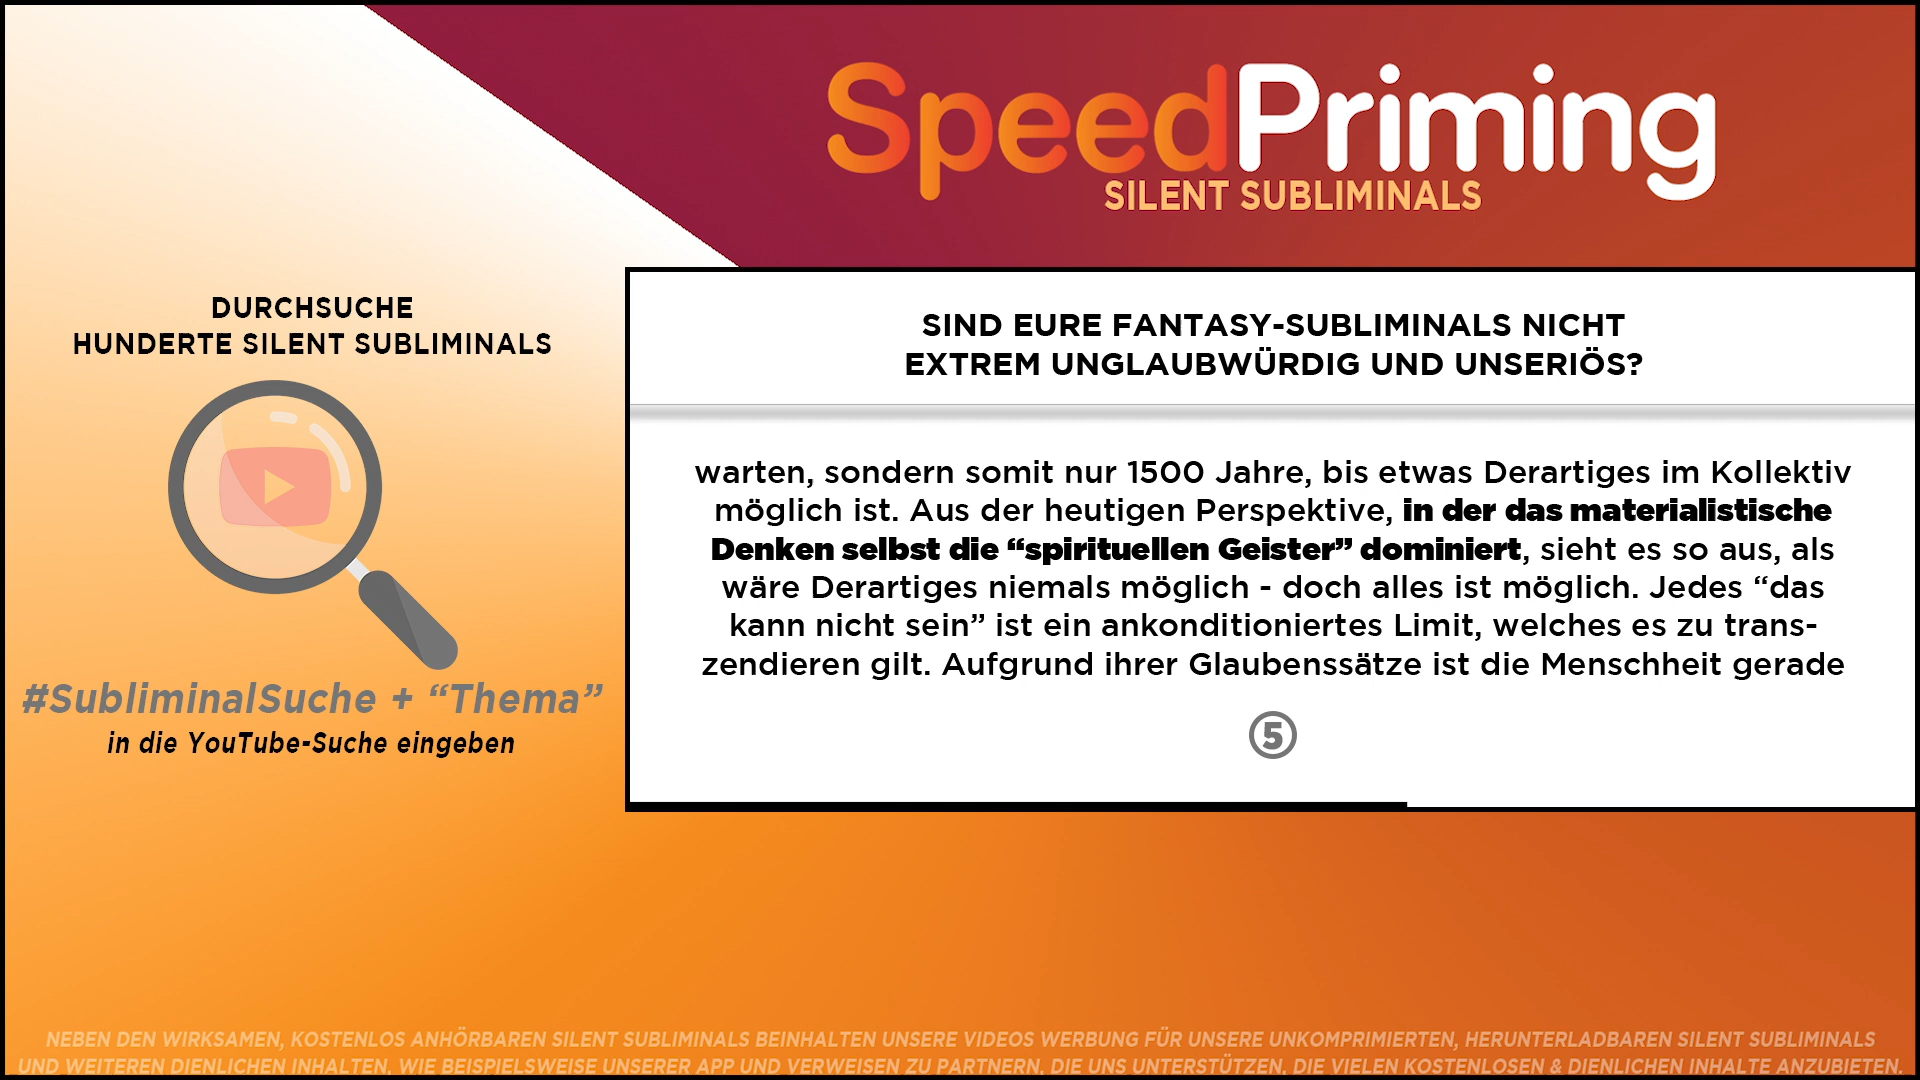 SpeedPriming
SILENT SUBLIMINALS
DURCHSUCHE
HUNDERTE SILENT SUBLIMINALS
#SubliminalSuche + “Thema”
in die YouTube-Suche eingeben
SIND EURE FANTASY-SUBLIMINALS NICHT
EXTREM UNGLAUBWÜRDIG UND UNSERIÖS?
warten, sondern somit nur 1500 Jahre, bis etwas Derartiges im Kollektiv
möglich ist. Aus der heutigen Perspektive, in der das materialistische
Denken selbst die “spirituellen Geister” dominiert, sieht es so aus, als
wäre Derartiges niemals möglich - doch alles ist möglich. Jedes “das
kann nicht sein” ist ein ankonditioniertes Limit, welches es zu trans-
zendieren gilt. Aufgrund ihrer Glaubenssätze ist die Menschheit gerade
5
NEBEN DEN WIRKSAMEN, KOSTENLOS ANHÖRBAREN SILENT SUBLIMINALS BEINHALTEN UNSERE VIDEOS WERBUNG FÜR UNSERE UNKOMPRIMIERTEN, HERUNTERLADBAREN SILENT SUBLIMINALS
UND WEITEREN DIENLICHEN INHALTEN, WIE BEISPIELSWEISE UNSERER APP UND VERWEISEN ZU PARTNERN, DIE UNS UNTERSTÜTZEN, DIE VIELEN KOSTENLOSEN & DIENLICHEN INHALTE ANZUBIETEN.